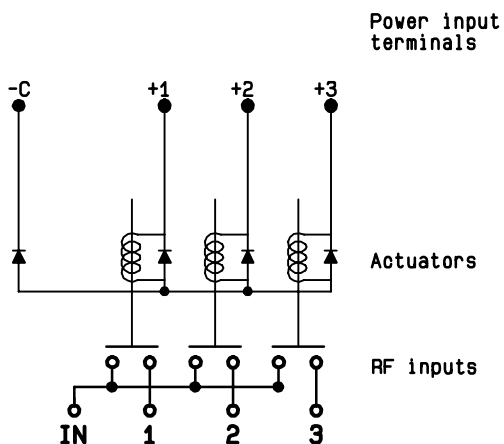 Power input
terminals
-C +1 +2 +3
Actuators
RF inputs
IN 1 2 3